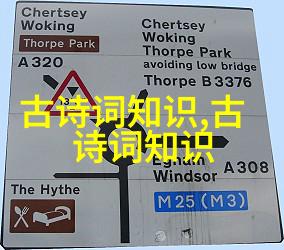 Chertsey
Woking
Thorpe Park
A320
Chertsey
Woking
Thorpe Park
avoiding low bridge
Thorpe B3376
古诗词知识,古
诗词知识
Egham
Windsor
A308
M25 (M3)
The Hythe